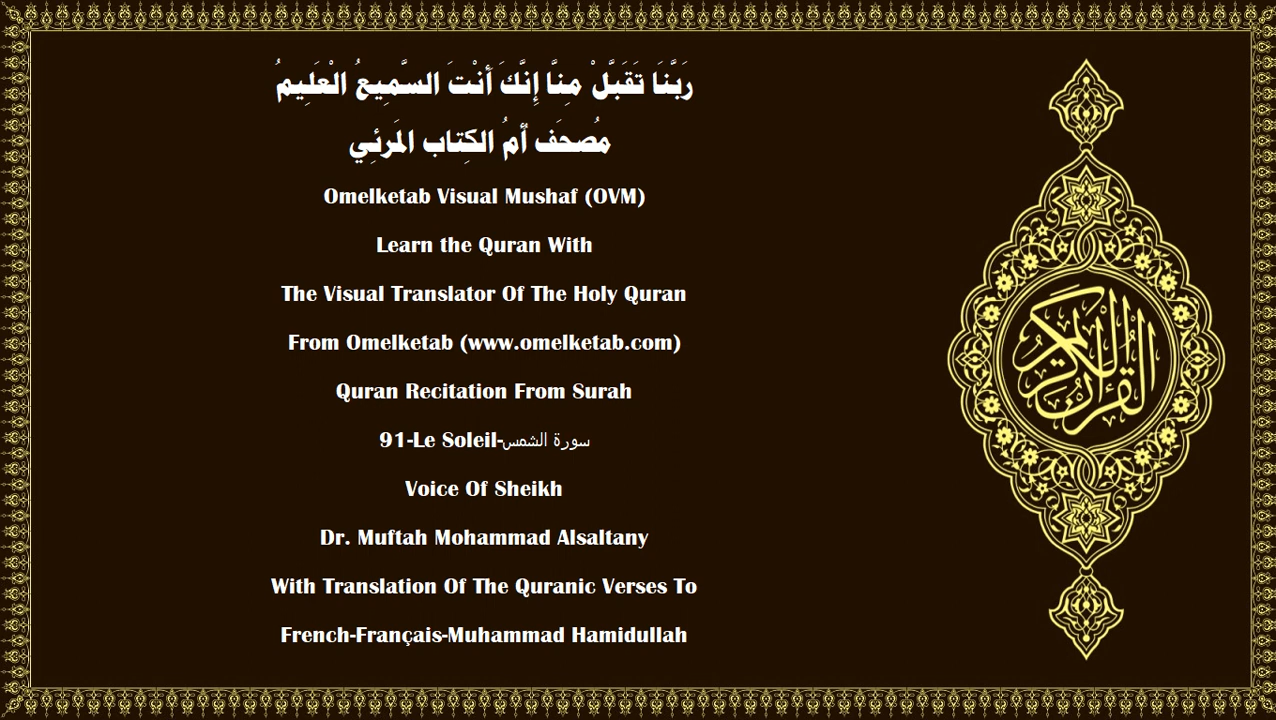 رَبَّنَا تَقَبَّلْ مِنَّا إِنَّكَ أَنْتَ السَّمِيعُ الْعَلِيمُ
مُصحَف أمُ الكِتاب المَرئِي
Omelketab Visual Mushaf (OVM)
Learn the Quran With
The Visual Translator Of The Holy Quran
From Omelketab (www.omelketab.com)
Quran Recitation From Surah
91-Le Soleil-سورة الشمس
Voice Of Sheikh
Dr. Muftah Mohammad Alsaltany
With Translation Of The Quranic Verses To
French-Français-Muhammad Hamidullah
القرآن الكريم